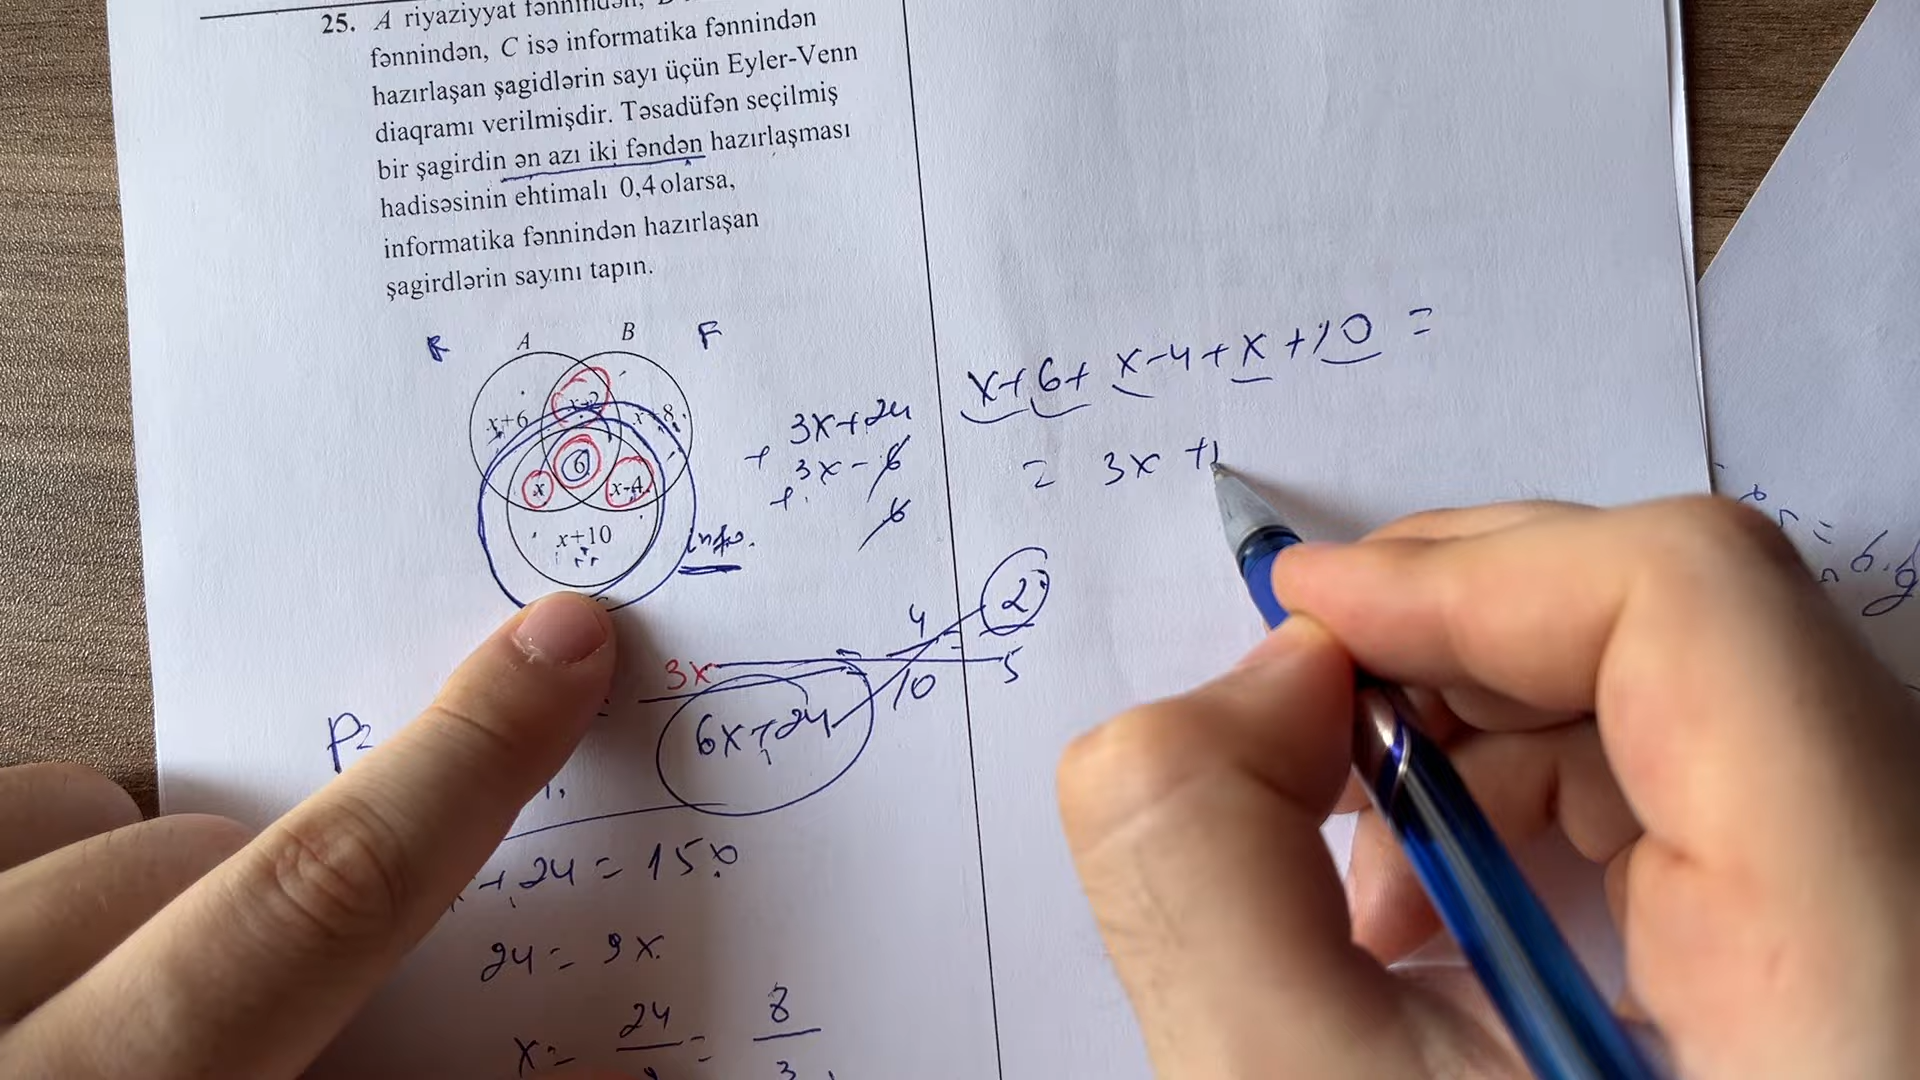 25. A riyaziyyat fənnindən,
fənnindən, C isə informatika fənnindən
hazırlaşan şagidlərin sayı üçün Eyler-Venn
diaqramı verilmişdir. Təsadüfən seçilmiş
bir şagirdin ən azı iki fəndən hazırlaşması
hadisəsinin ehtimalı 0,4 olarsa,
informatika fənnindən hazırlaşan
şagirdlərin sayını tapın.
R A B F
x+6 x-2 x+8
6
x x-4
x+10
info.
3x+24
+ 3x-6
+ 6
x+6+x-4+x+10 =
= 3x +1
P = 3x = 4 = 2
6x+24 10 5
+24 = 15x
24 = 9x
x = 24 = 8
3